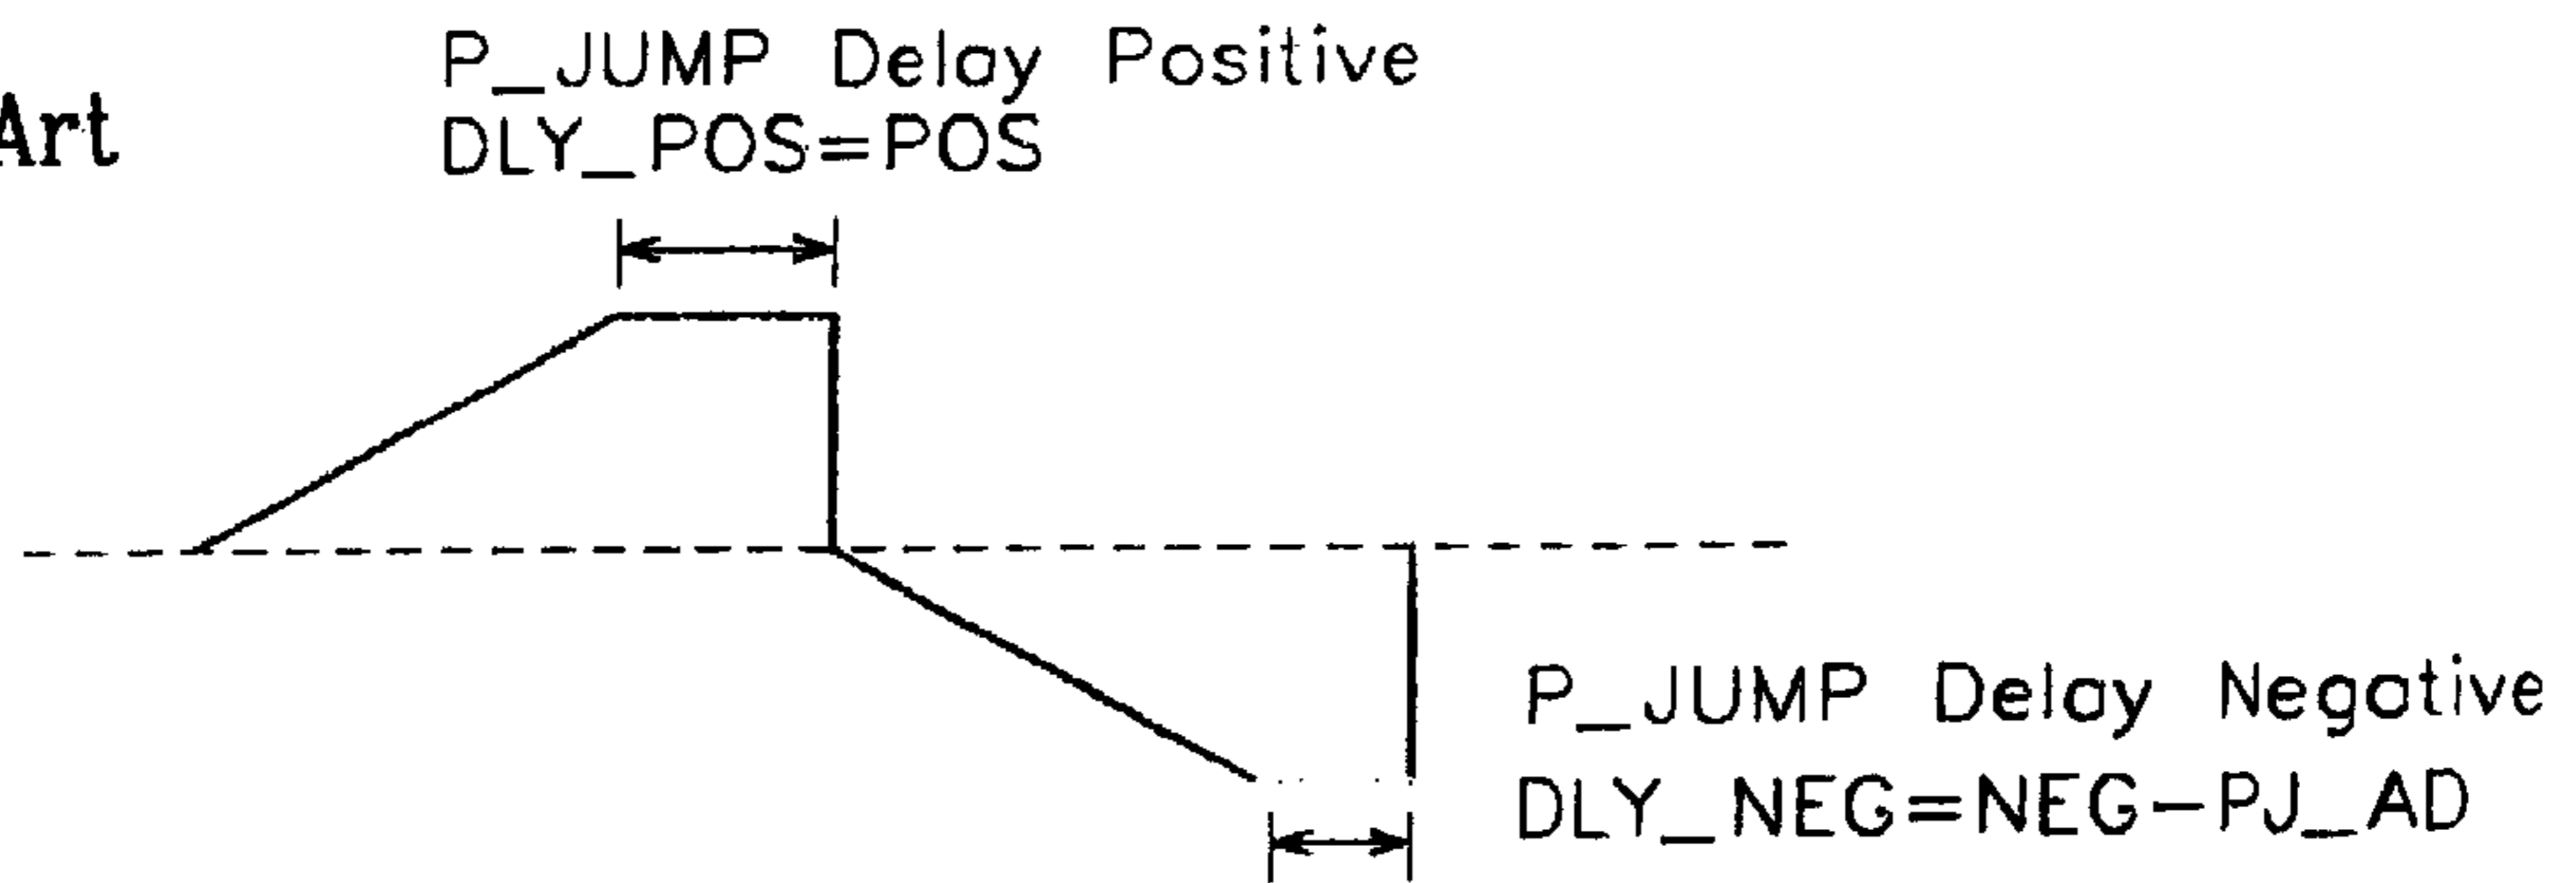 P_JUMP Delay Positive
Art
DLY_POS=POS
P_JUMP Delay Negative
DLY_NEG=NEG-PJ_AD